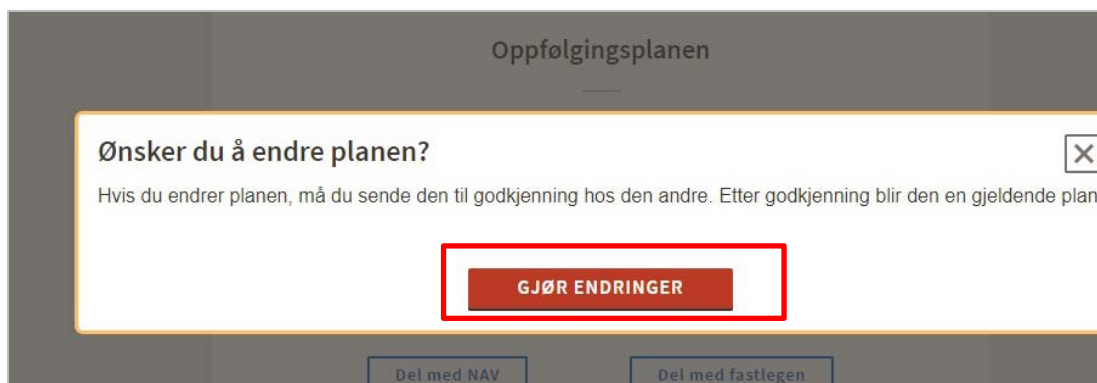 Oppfølgingsplanen
Ønsker du å endre planen?
Hvis du endrer planen, må du sende den til godkjenning hos den andre. Etter godkjenning blir den en gjeldende plan
GJØR ENDRINGER
Del med NAV Del med fastlegen